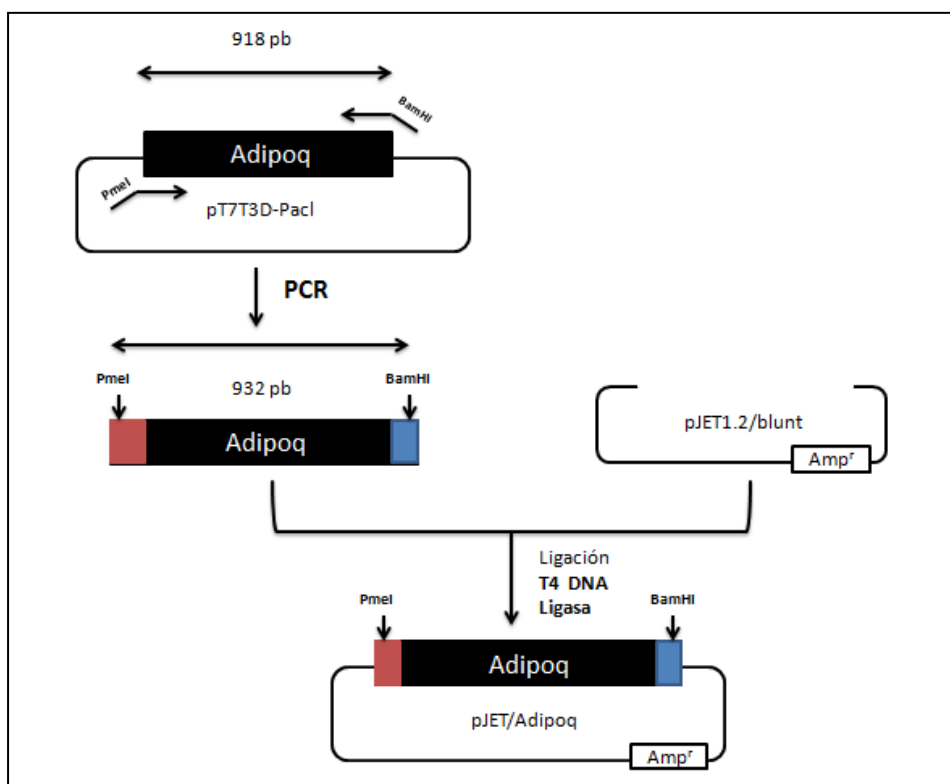 918 pb
BamHI
Adipoq
PmeI
pT7T3D-PacI
PCR
PmeI
932 pb
BamHI
Adipoq
pJET1.2/blunt
Ampʳ
Ligación
T4 DNA
Ligasa
PmeI
BamHI
Adipoq
pJET/Adipoq
Ampʳ